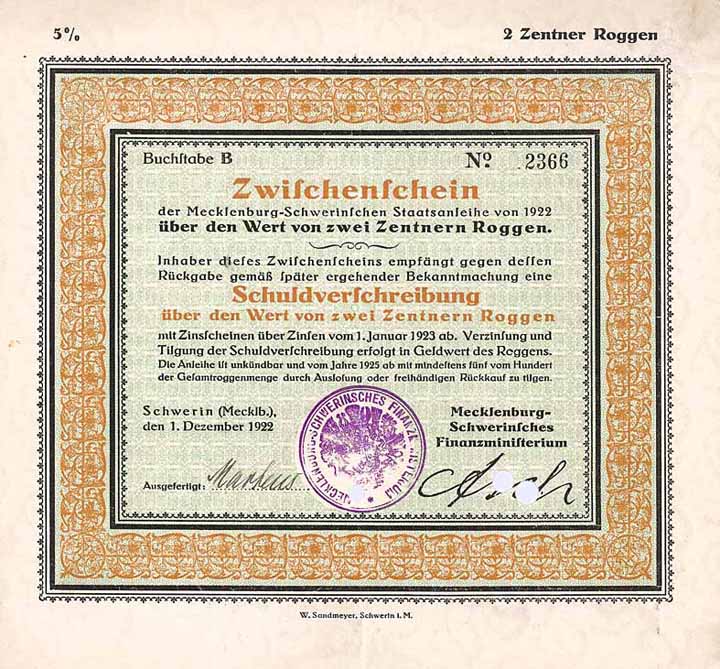 5% 2 Zentner Roggen
Buchſtabe B Nº 2366
Zwiſchenſchein
der Mecklenburg-Schwerinſchen Staatsanleihe von 1922
über den Wert von zwei Zentnern Roggen.
Inhaber dieſes Zwiſchenſcheins empfängt gegen deſſen
Rückgabe gemäß ſpäter ergehender Bekanntmachung eine
Schuldverſchreibung
über den Wert von zwei Zentnern Roggen
mit Zinsſcheinen über Zinſen vom 1. Januar 1923 ab. Verzinſung und
Tilgung der Schuldverſchreibung erfolgt in Geldwert des Roggens.
Die Anleihe iſt unkündbar und vom Jahre 1925 ab mit mindeſtens fünf vom Hundert
der Geſamtroggenmenge durch Ausloſung oder freihändigen Rückkauf zu tilgen.
Schwerin (Mecklb.),
den 1. Dezember 1922
Mecklenburg-
Schwerinſches
Finanzminiſterium
MECKLENBURG-SCHWERINSCHES
Ausgefertigt:
W. Sandmeyer, Schwerin i. M.